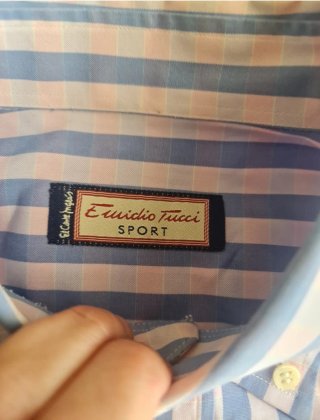 El Corte Inglés
Emidio Tucci
SPORT